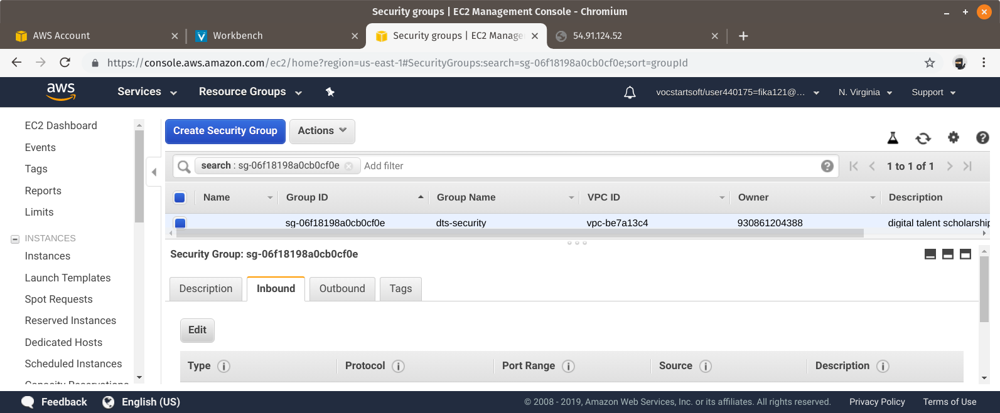 Security groups | EC2 Management Console - Chromium
AWS Account
Workbench
Security groups | EC2 Manage
54.91.124.52
https://console.aws.amazon.com/ec2/home?region=us-east-1#SecurityGroups:search=sg-06f18198a0cb0cf0e;sort=groupId
aws
Services
Resource Groups
vocstartsoft/user440175=fika121@...
N. Virginia
Support
EC2 Dashboard
Events
Tags
Reports
Limits
INSTANCES
Instances
Launch Templates
Spot Requests
Reserved Instances
Dedicated Hosts
Scheduled Instances
Capacity Reservations
Create Security Group
Actions
search : sg-06f18198a0cb0cf0e
Add filter
1 to 1 of 1
Name Group ID Group Name VPC ID Owner Description
sg-06f18198a0cb0cf0e dts-security vpc-be7a13c4 930861204388 digital talent scholarship
Security Group: sg-06f18198a0cb0cf0e
Description Inbound Outbound Tags
Edit
Type Protocol Port Range Source Description
Feedback
English (US)
© 2008 - 2019, Amazon Web Services, Inc. or its affiliates. All rights reserved.
Privacy Policy
Terms of Use